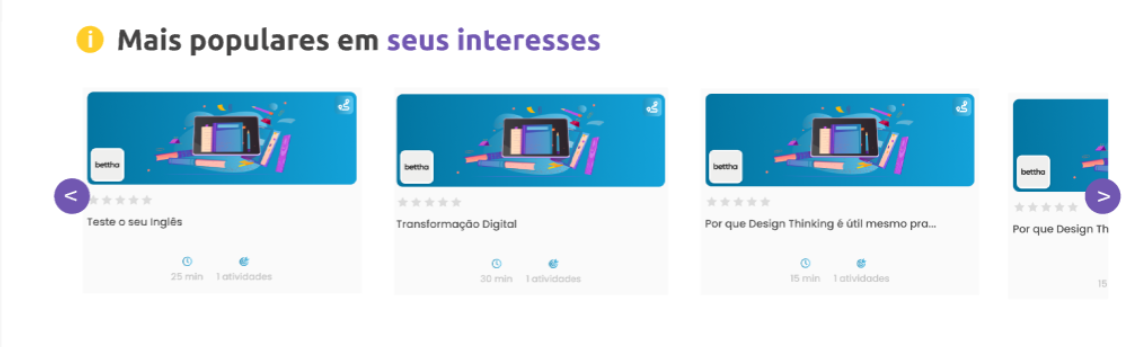 Mais populares em seus interesses
bettha
Teste o seu Inglês
25 min 1 atividades
bettha
Transformação Digital
30 min 1 atividades
bettha
Por que Design Thinking é útil mesmo pra...
15 min 1 atividades
bettha
Por que Design Th
15